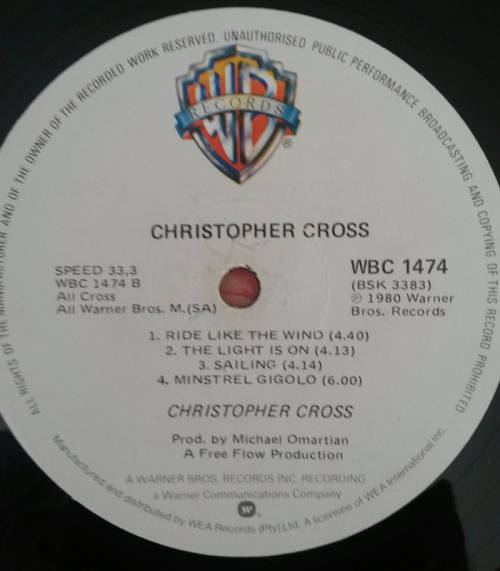 ALL RIGHTS OF THE MANUFACTURER AND OF THE OWNER OF THE RECORDED WORK RESERVED. UNAUTHORISED PUBLIC PERFORMANCE BROADCASTING AND COPYING OF THIS RECORD PROHIBITED
WB
RECORDS
®
CHRISTOPHER CROSS
SPEED 33,3
WBC 1474 B
All Cross
All Warner Bros. M.(SA)
WBC 1474
(BSK 3383)
℗ 1980 Warner
Bros. Records
1. RIDE LIKE THE WIND (4.40)
2. THE LIGHT IS ON (4.13)
3. SAILING (4.14)
4. MINSTREL GIGOLO (6.00)
CHRISTOPHER CROSS
Prod. by Michael Omartian
A Free Flow Production
A WARNER BROS. RECORDS INC. RECORDING
a Warner Communications Company
Manufactured and distributed by WEA Records (Pty) Ltd. A licensee of WEA International Inc.